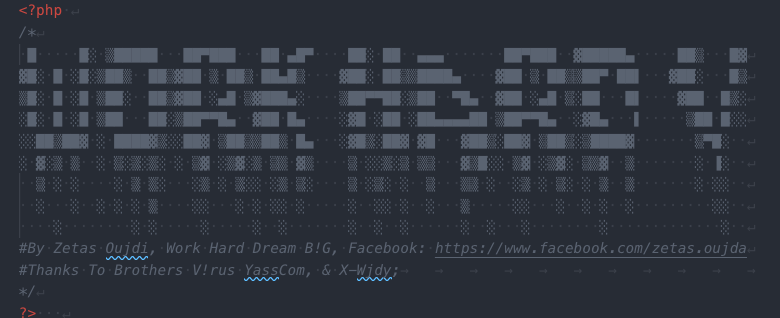 <?php
/*
#By Zetas Oujdi, Work Hard Dream B!G, Facebook: https://www.facebook.com/zetas.oujda
#Thanks To Brothers V!rus YassCom, & X-Wjdy;
*/
?>